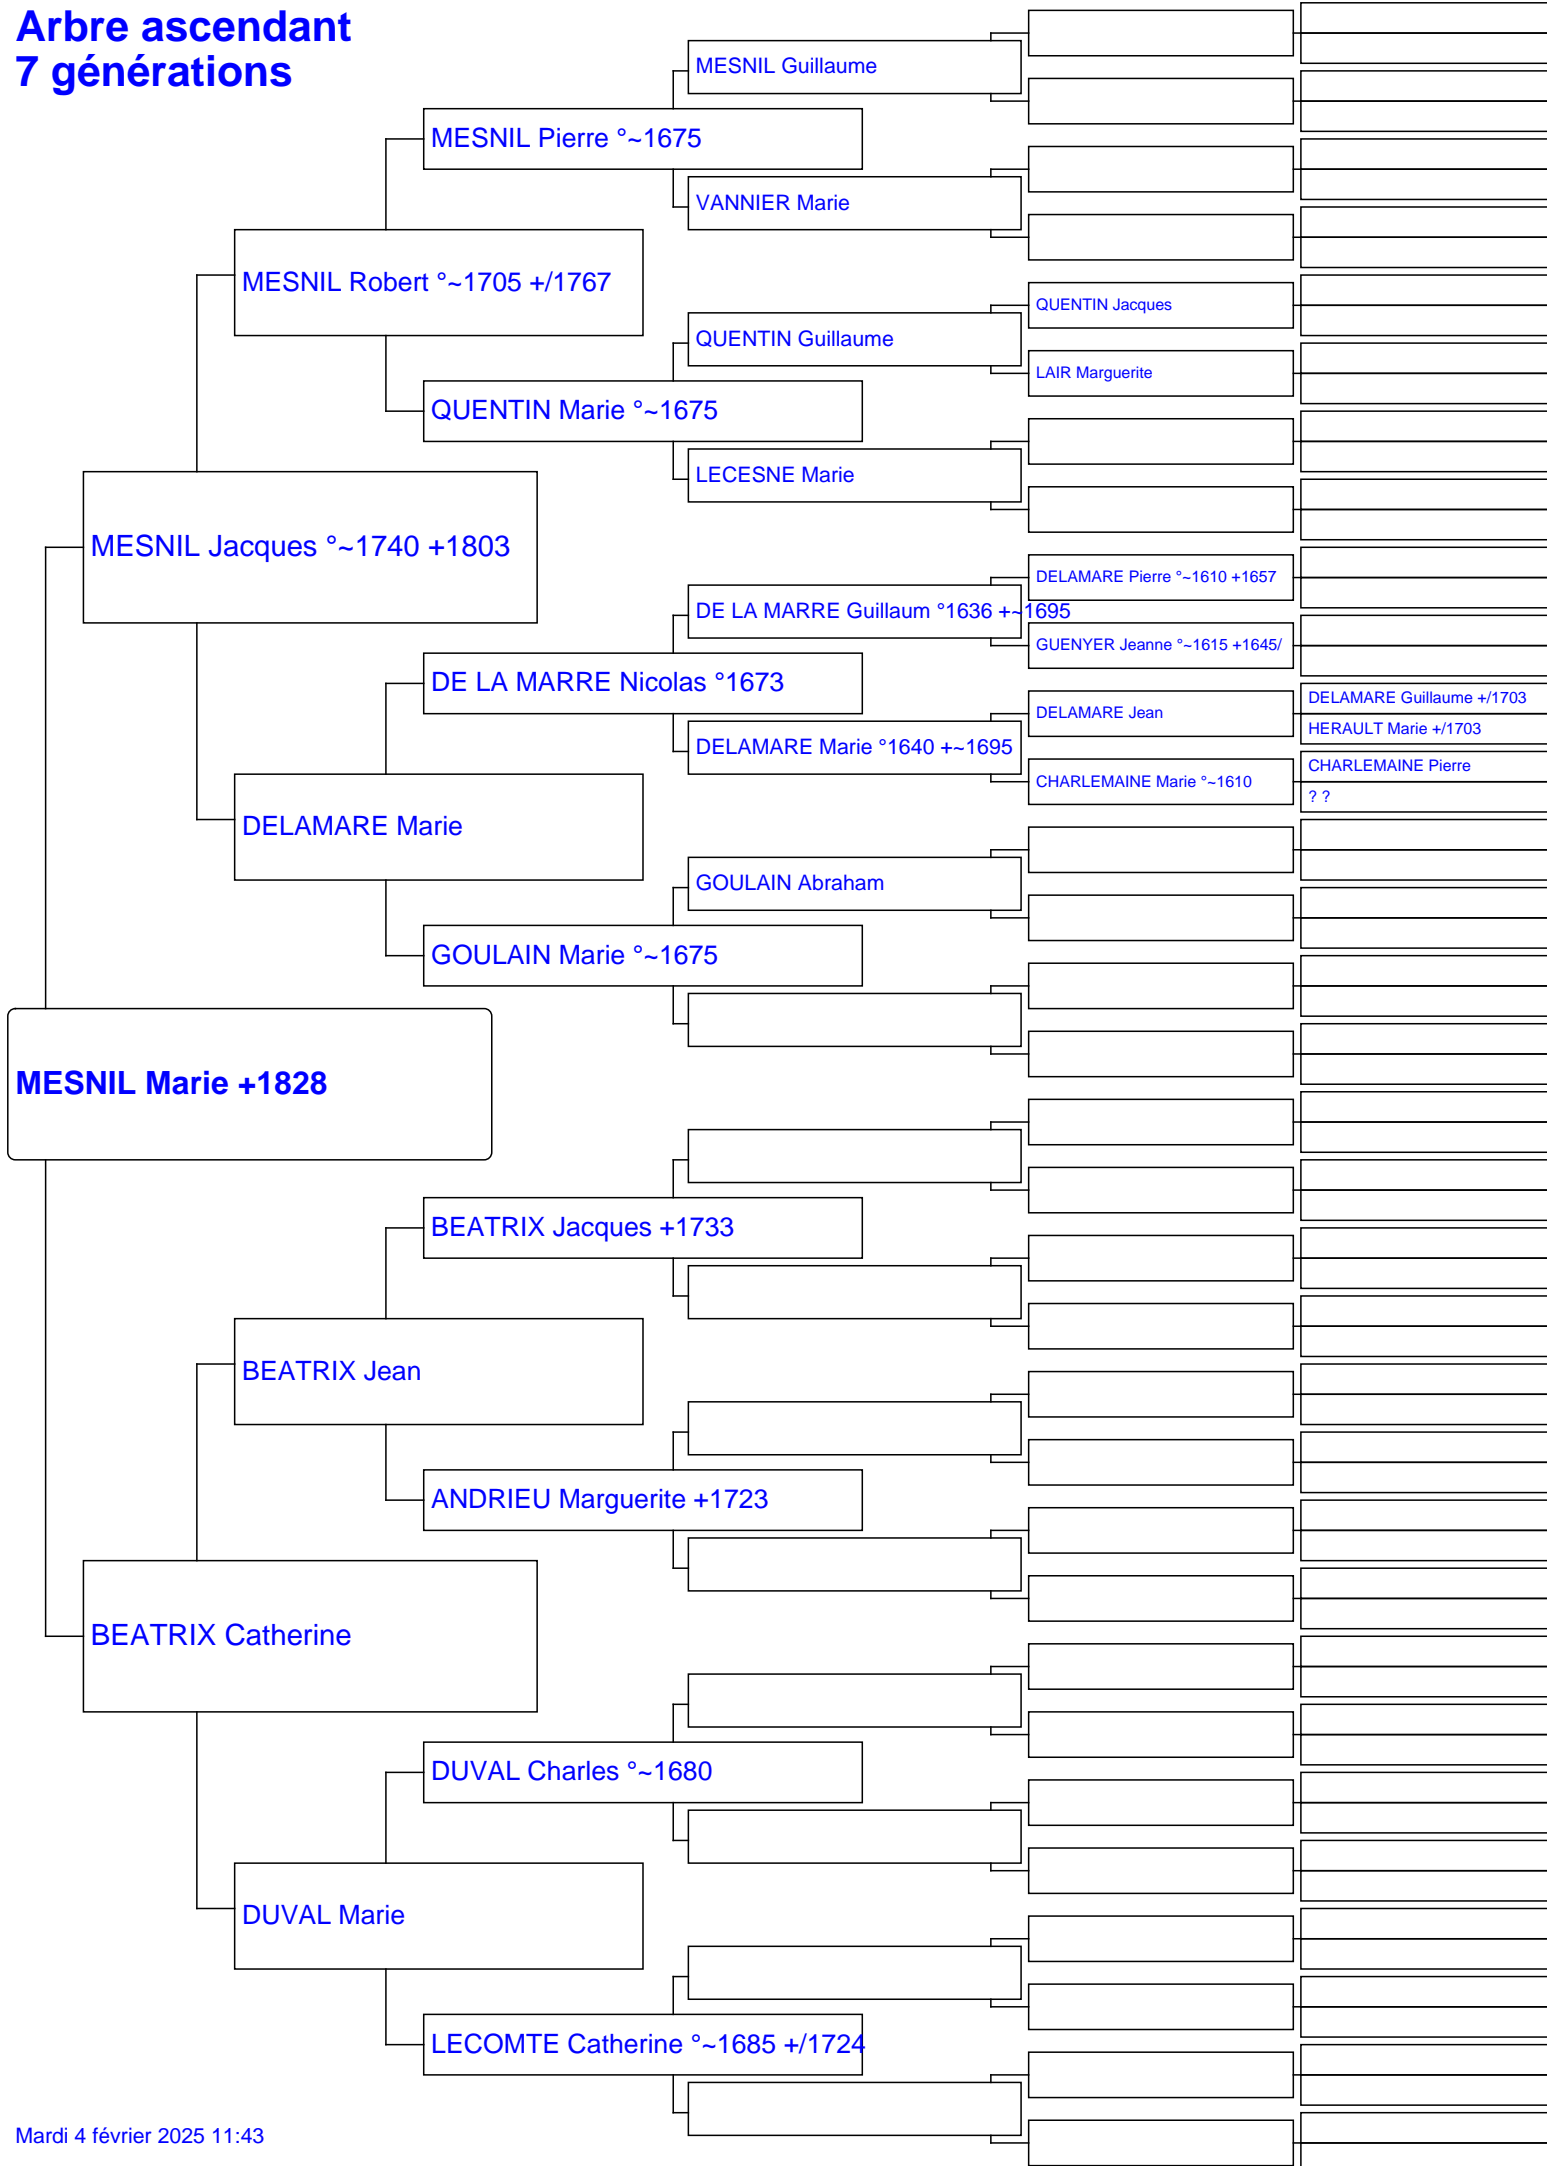 Arbre ascendant
7 générations
MESNIL Guillaume
MESNIL Pierre °~1675
VANNIER Marie
MESNIL Robert °~1705 +/1767
QUENTIN Jacques
QUENTIN Guillaume
LAIR Marguerite
QUENTIN Marie °~1675
LECESNE Marie
MESNIL Jacques °~1740 +1803
DELAMARE Pierre °~1610 +1657
DE LA MARRE Guillaum °1636 +~1695
GUENYER Jeanne °~1615 +1645/
DE LA MARRE Nicolas °1673
DELAMARE Guillaume +/1703
DELAMARE Jean
HERAULT Marie +/1703
DELAMARE Marie °1640 +~1695
CHARLEMAINE Pierre
CHARLEMAINE Marie °~1610
? ?
DELAMARE Marie
GOULAIN Abraham
GOULAIN Marie °~1675
MESNIL Marie +1828
BEATRIX Jacques +1733
BEATRIX Jean
ANDRIEU Marguerite +1723
BEATRIX Catherine
DUVAL Charles °~1680
DUVAL Marie
LECOMTE Catherine °~1685 +/1724
Mardi 4 février 2025 11:43